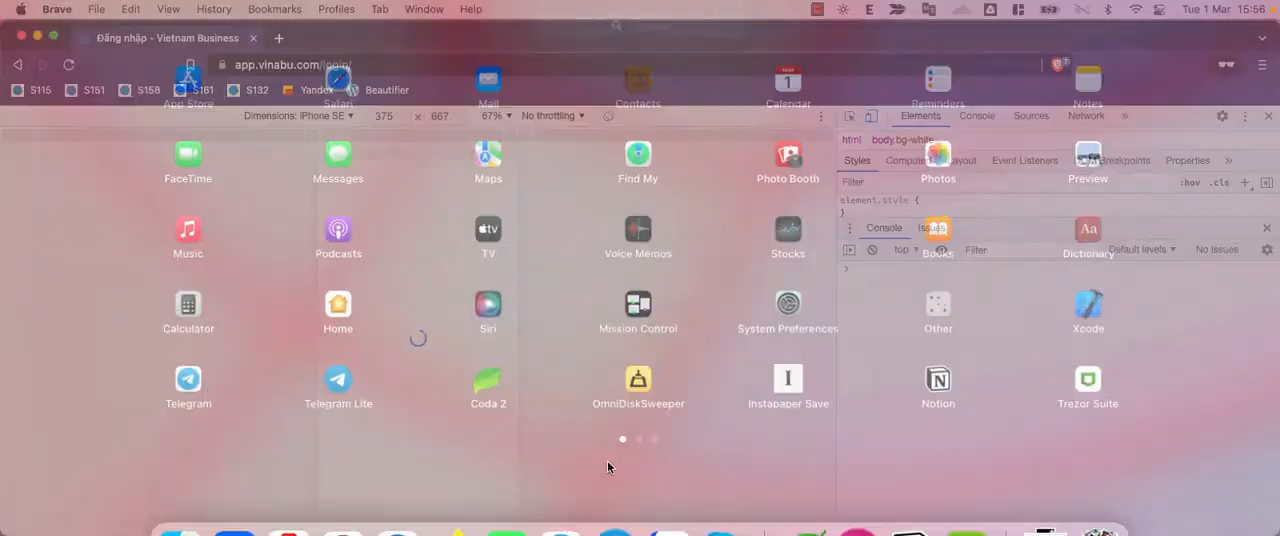 Brave File Edit View History Bookmarks Profiles Tab Window Help Tue 1 Mar 15:56
Đăng nhập - Vietnam Business
app.vinabu.com/login/
S115 S151 S158 S161 S132 Yandex Beautifier
App Store Safari Mail Contacts Calendar Reminders Notes
Dimensions: iPhone SE 375 × 667 67% No throttling Elements Console Sources Network
html body.bg-white
Styles Computed Layout Event Listeners Breakpoints Properties
FaceTime Messages Maps Find My Photo Booth Photos Preview
Filter :hov .cls
element.style {
}
Console Issues
top Filter Default levels No Issues
Music Podcasts TV Voice Memos Stocks Books Dictionary
Calculator Home Siri Mission Control System Preferences Other Xcode
Telegram Telegram Lite Coda 2 OmniDiskSweeper Instapaper Save Notion Trezor Suite